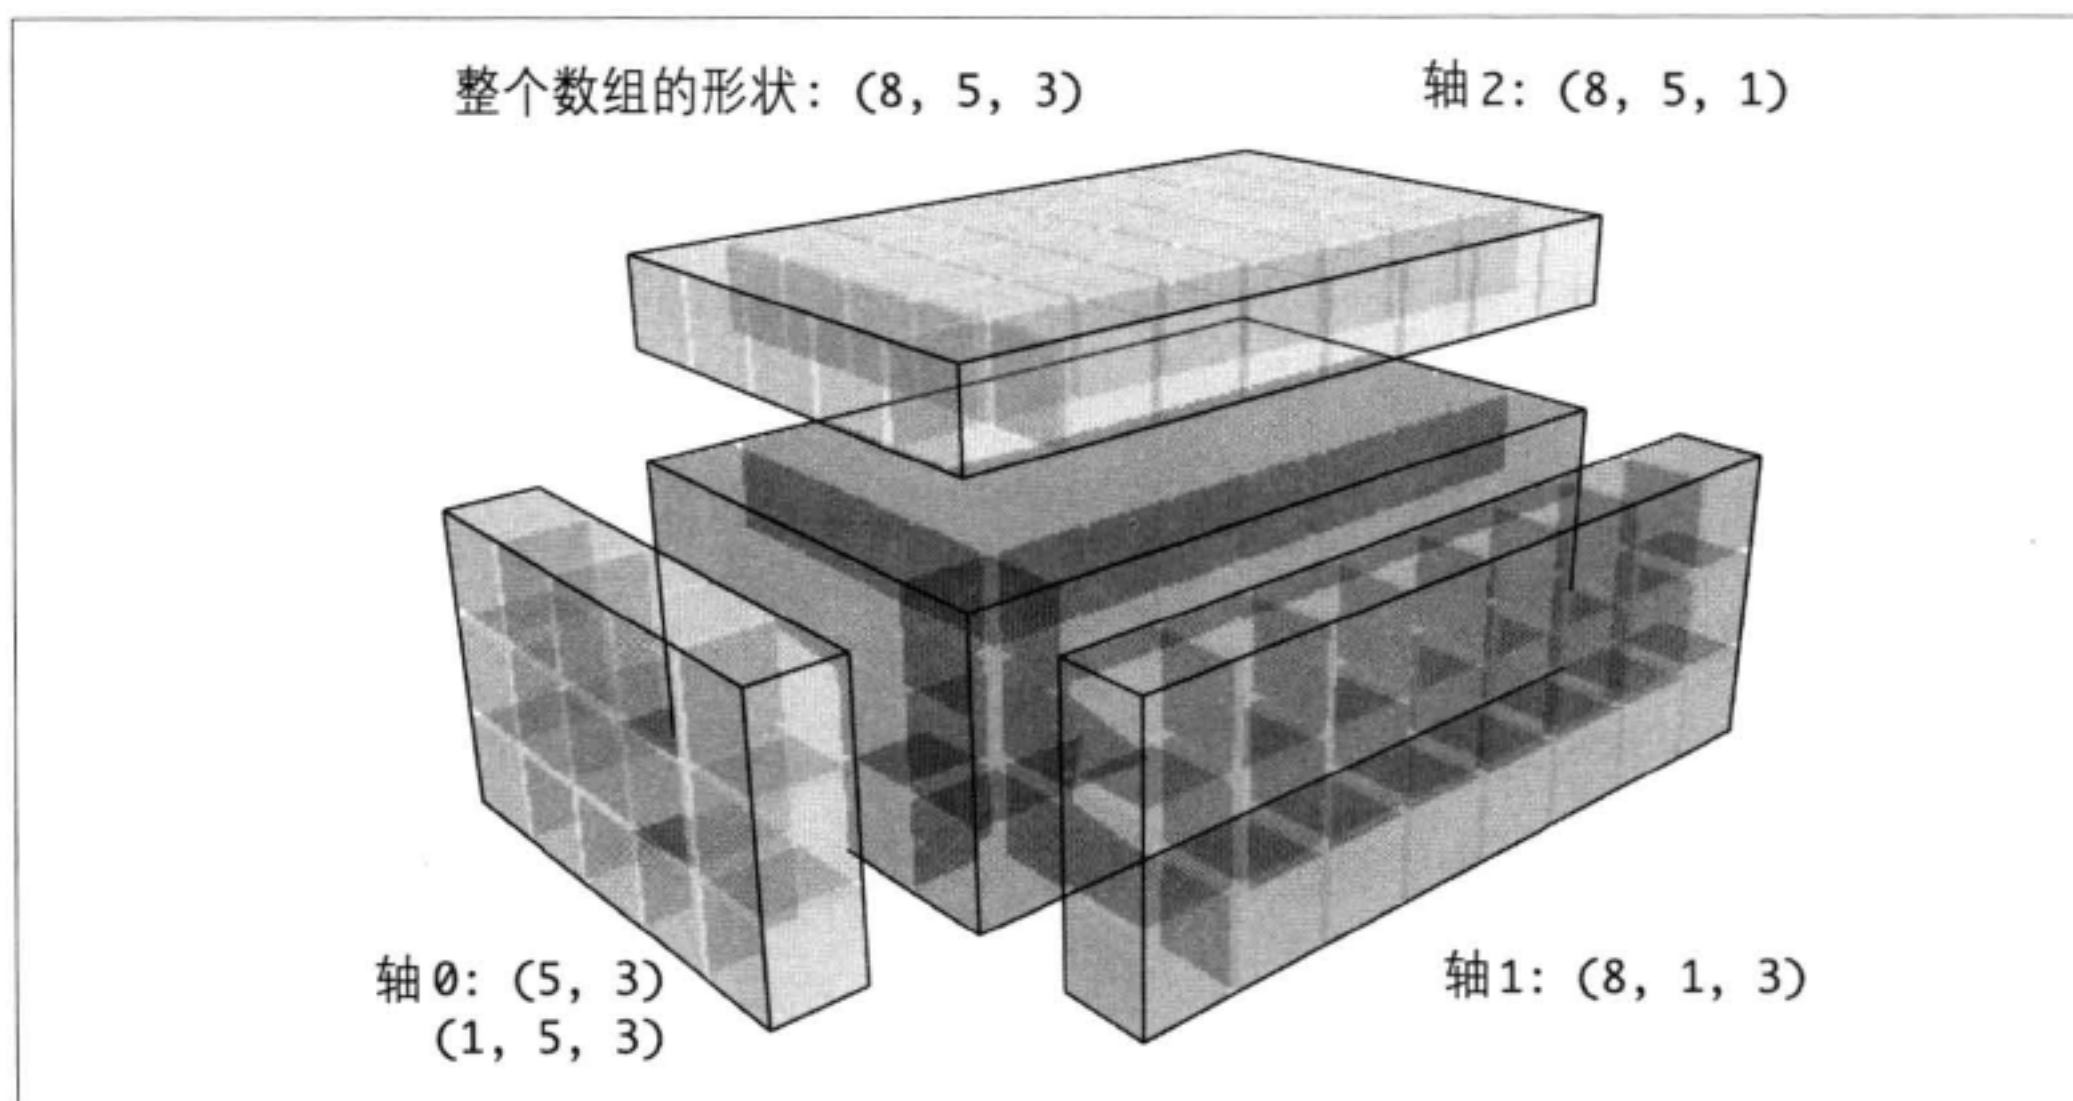 整个数组的形状: (8, 5, 3)
轴2: (8, 5, 1)
轴0: (5, 3)
(1, 5, 3)
轴1: (8, 1, 3)